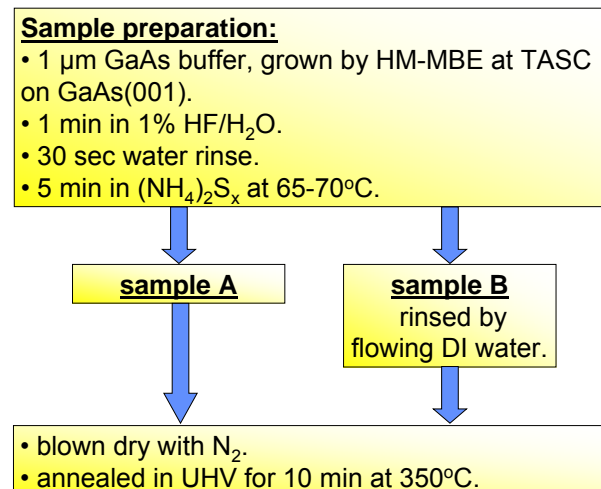 Sample preparation:
• 1 µm GaAs buffer, grown by HM-MBE at TASC
on GaAs(001).
• 1 min in 1% HF/H₂O.
• 30 sec water rinse.
• 5 min in (NH₄)₂Sₓ at 65-70ºC.
sample A
sample B
rinsed by
flowing DI water.
• blown dry with N₂.
• annealed in UHV for 10 min at 350ºC.